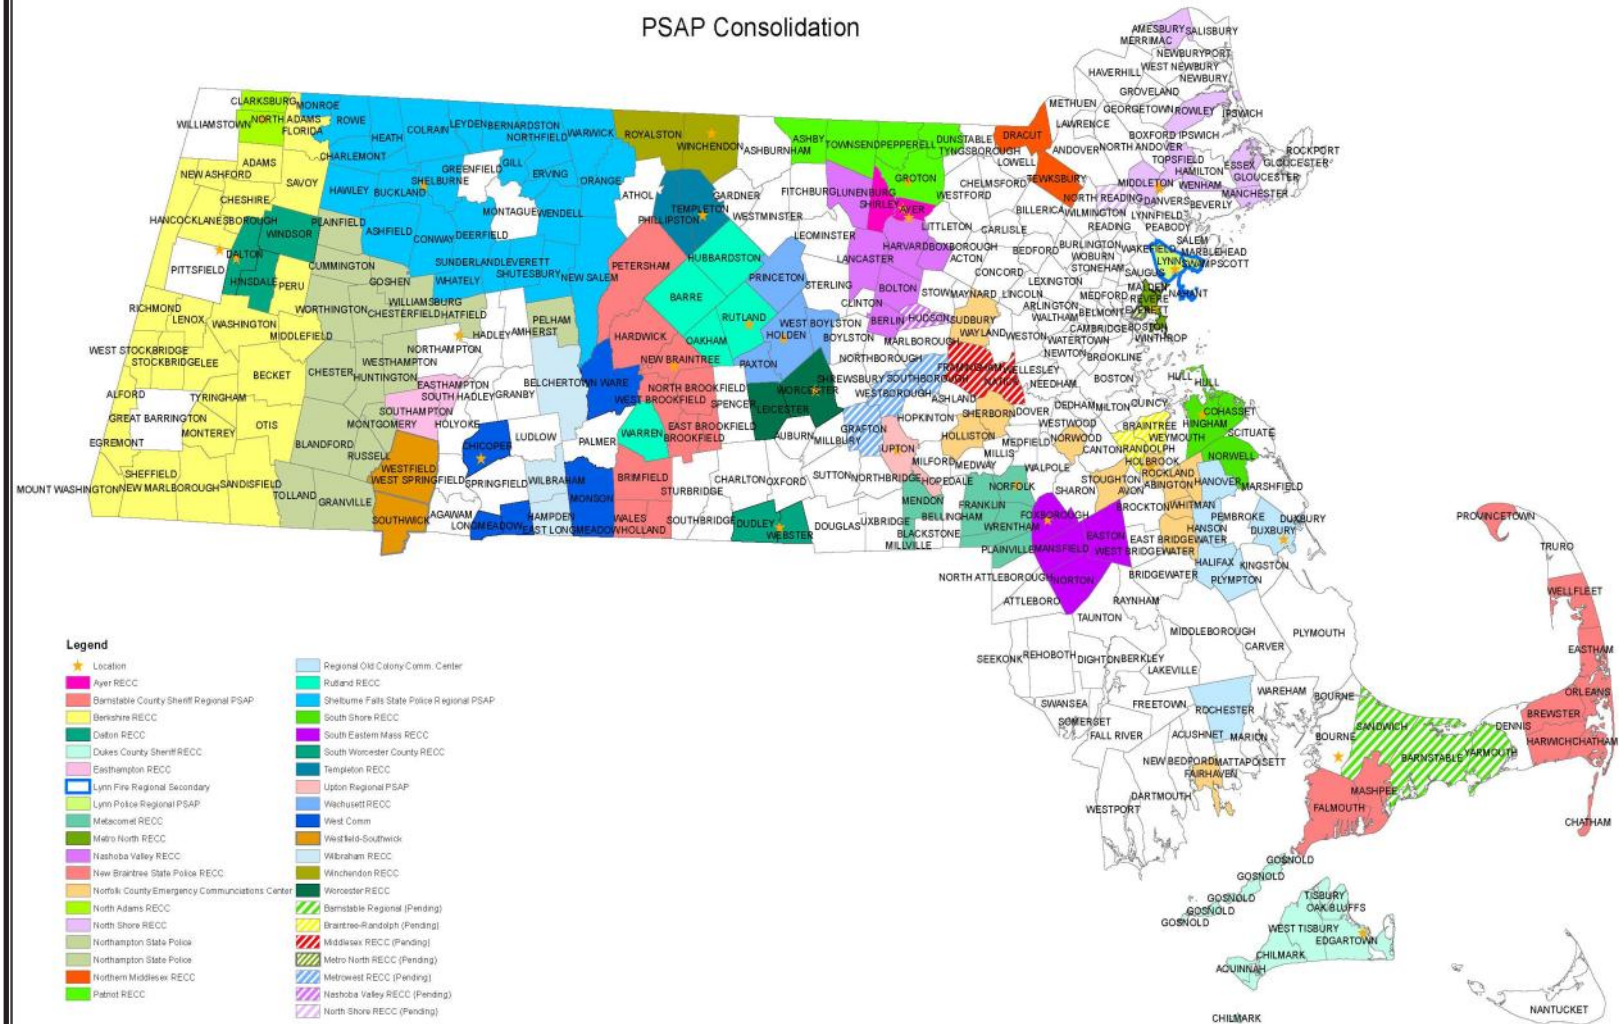 PSAP Consolidation
AMESBURY SALISBURY
MERRIMAC
NEWBURYPORT
WEST NEWBURY
HAVERHILL NEWBURY
GROVELAND
CLARKSBURG MONROE
METHUEN GEORGETOWN ROWLEY IPSWICH
WILLIAMSTOWN NORTH ADAMS ROWE
FLORIDA
HEATH COLRAIN LEYDEN BERNARDSTON
NORTHFIELD WARWICK ROYALSTON
WINCHENDON ASHBURNHAM
ASHBY TOWNSEND PEPPERELL DUNSTABLE
TYNGSBOROUGH DRACUT LAWRENCE
ANDOVER NORTH ANDOVER BOXFORD IPSWICH
LOWELL TOPSFIELD ROCKPORT
ADAMS CHARLEMONT GREENFIELD GILL
HAMILTON ESSEX GLOUCESTER
NEW ASHFORD SAVOY HAWLEY BUCKLAND SHELBURNE
ERVING ORANGE ATHOL GARDNER
FITCHBURG LUNENBURG GROTON WESTFORD CHELMSFORD
TEWKSBURY MIDDLETON WENHAM GLOUCESTER
MANCHESTER
CHESHIRE MONTAGUE WENDELL PHILLIPSTON TEMPLETON WESTMINSTER
SHIRLEY AYER LITTLETON BILLERICA WILMINGTON
NORTH READING DANVERS BEVERLY
HANCOCK LANESBOROUGH PLAINFIELD WINDSOR
ASHFIELD CONWAY DEERFIELD LEOMINSTER
CARLISLE READING LYNNFIELD
PEABODY
HARVARD BOXBOROUGH
ACTON BEDFORD BURLINGTON WAKEFIELD SALEM
MARBLEHEAD
DALTON HUBBARDSTON LANCASTER CONCORD WOBURN
LYNN SWAMPSCOTT
PITTSFIELD CUMMINGTON SUNDERLAND LEVERETT
SHUTESBURY NEW SALEM PETERSHAM PRINCETON STERLING
STONEHAM SAUGUS
HINSDALE PERU GOSHEN WHATELY
BOLTON STOW MAYNARD LINCOLN LEXINGTON
MEDFORD MALDEN NAHANT
REVERE
RICHMOND WORTHINGTON WILLIAMSBURG
CHESTERFIELD HATFIELD PELHAM BARRE CLINTON
ARLINGTON EVERETT
LENOX WASHINGTON MIDDLEFIELD
HADLEY AMHERST RUTLAND WEST BOYLSTON BERLIN HUDSON SUDBURY
WALTHAM BELMONT
HARDWICK OAKHAM HOLDEN BOYLSTON MARLBOROUGH
WAYLAND WESTON WATERTOWN CAMBRIDGE BOSTON WINTHROP
NORTHAMPTON
WEST STOCKBRIDGE
STOCKBRIDGE LEE WESTHAMPTON
NEW BRAINTREE PAXTON NORTHBOROUGH
NEWTON BROOKLINE
BECKET CHESTER HUNTINGTON EASTHAMPTON
BELCHERTOWN WARE NORTH BROOKFIELD
SHREWSBURY SOUTHBOROUGH FRAMINGHAM WELLESLEY
NATICK NEEDHAM BOSTON HULL
ALFORD TYRINGHAM SOUTH HADLEY GRANBY
WEST BROOKFIELD SPENCER WORCESTER WESTBOROUGH
ASHLAND HULL
GREAT BARRINGTON OTIS SOUTHAMPTON
LEICESTER HOPKINTON SHERBORN DOVER DEDHAM MILTON QUINCY
COHASSET
MONTEREY MONTGOMERY HOLYOKE
EAST BROOKFIELD
BROOKFIELD AUBURN GRAFTON
WESTWOOD BRAINTREE HINGHAM
EGREMONT BLANDFORD LUDLOW PALMER WARREN
MILLBURY UPTON HOLLISTON MEDFIELD NORWOOD WEYMOUTH SCITUATE
CHICOPEE CANTON RANDOLPH
RUSSELL MILLIS HOLBROOK NORWELL
SHEFFIELD WESTFIELD
WEST SPRINGFIELD SPRINGFIELD WILBRAHAM
BRIMFIELD CHARLTON OXFORD SUTTON NORTHBRIDGE
MILFORD MEDWAY HOPEDALE WALPOLE STOUGHTON
ROCKLAND
AVON ABINGTON HANOVER MARSHFIELD
MOUNT WASHINGTON NEW MARLBOROUGH SANDISFIELD
TOLLAND GRANVILLE STURBRIDGE
MENDON NORFOLK SHARON
MONSON FRANKLIN BROCKTON WHITMAN
AGAWAM HAMPDEN
SOUTHWICK LONGMEADOW EAST LONGMEADOW WALES
HOLLAND SOUTHBRIDGE DUDLEY WEBSTER DOUGLAS UXBRIDGE
BELLINGHAM WRENTHAM FOXBOROUGH
PEMBROKE DUXBURY
DUXBURY
BLACKSTONE
MILLVILLE EASTON HANSON
EAST BRIDGEWATER
PLAINVILLE MANSFIELD WEST BRIDGEWATER
HALIFAX KINGSTON
NORTH ATTLEBOROUGH NORTON BRIDGEWATER PLYMPTON
PROVINCETOWN
TRURO
ATTLEBORO RAYNHAM
WELLFLEET
TAUNTON
MIDDLEBOROUGH PLYMOUTH
CARVER
SEEKONK REHOBOTH DIGHTON BERKLEY
EASTHAM
LAKEVILLE
SWANSEA FREETOWN ROCHESTER WAREHAM BOURNE
ORLEANS
SOMERSET BREWSTER
SANDWICH DENNIS
FALL RIVER ACUSHNET MARION BOURNE
HARWICH CHATHAM
BARNSTABLE YARMOUTH
NEW BEDFORD MATTAPOISETT
FAIRHAVEN
DARTMOUTH MASHPEE
WESTPORT FALMOUTH
CHATHAM
GOSNOLD
GOSNOLD
GOSNOLD
GOSNOLD
GOSNOLD
TISBURY
OAK BLUFFS
WEST TISBURY
EDGARTOWN
CHILMARK
AQUINNAH
NANTUCKET
CHILMARK
Legend
Location
Ayer RECC
Barnstable County Sheriff Regional PSAP
Berkshire RECC
Dalton RECC
Dukes County Sheriff RECC
Easthampton RECC
Lynn Fire Regional Secondary
Lynn Police Regional PSAP
Metacomet RECC
Metro North RECC
Nashoba Valley RECC
New Braintree State Police RECC
Norfolk County Emergency Communciations Center
North Adams RECC
North Shore RECC
Northampton State Police
Northampton State Police
Northern Middlesex RECC
Patriot RECC
Regional Old Colony Comm. Center
Rutland RECC
Shelburne Falls State Police Regional PSAP
South Shore RECC
South Eastern Mass RECC
South Worcester County RECC
Templeton RECC
Upton Regional PSAP
Wachusett RECC
West Comm
Westfield-Southwick
Wilbraham RECC
Winchendon RECC
Worcester RECC
Barnstable Regional (Pending)
Braintree-Randolph (Pending)
Middlesex RECC (Pending)
Metro North RECC (Pending)
Metrowest RECC (Pending)
Nashoba Valley RECC (Pending)
North Shore RECC (Pending)